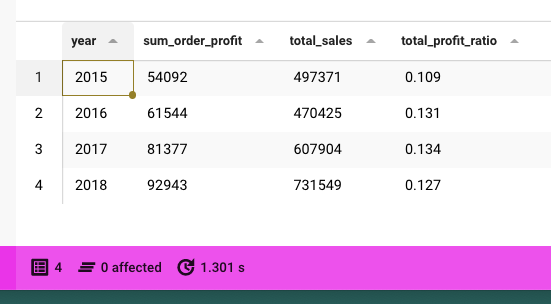 year sum_order_profit total_sales total_profit_ratio
1 2015 54092 497371 0.109
2 2016 61544 470425 0.131
3 2017 81377 607904 0.134
4 2018 92943 731549 0.127
4 0 affected 1.301 s